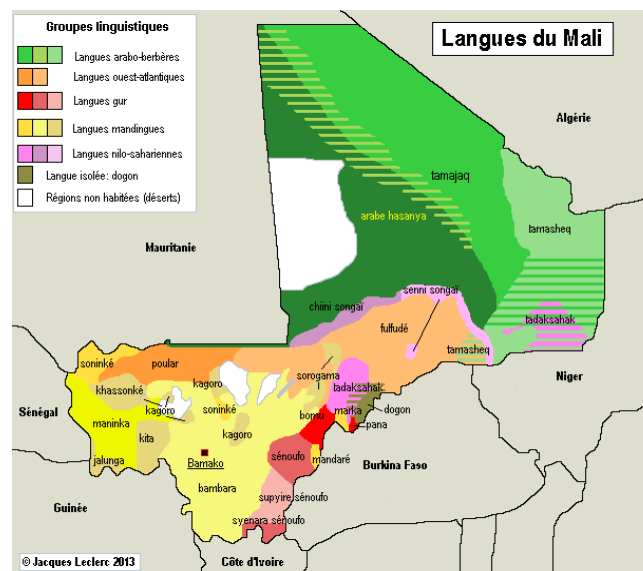 Groupes linguistiques
Langues arabo-berbères
Langues ouest-atlantiques
Langues gur
Langues mandingues
Langues nilo-sahariennes
Langue isolée: dogon
Régions non habitées (déserts)
Langues du Mali
Algérie
tamajaq
arabe hasanya
tamasheq
Mauritanie
senni songaï
chiini songaï
tadaksahak
fulfudé
soninké
poular
tamasheq
sorogama
Niger
khassonké
kagoro
tadaksahak
Sénégal
kagoro
soninké
bomu
marka
dogon
maninka
pana
kita
kagoro
jalunga
Bamako
sénoufo
mandaré
Burkina Faso
bambara
supyire sénoufo
Guinée
syenara sénoufo
© Jacques Leclerc 2013
Côte d'Ivoire